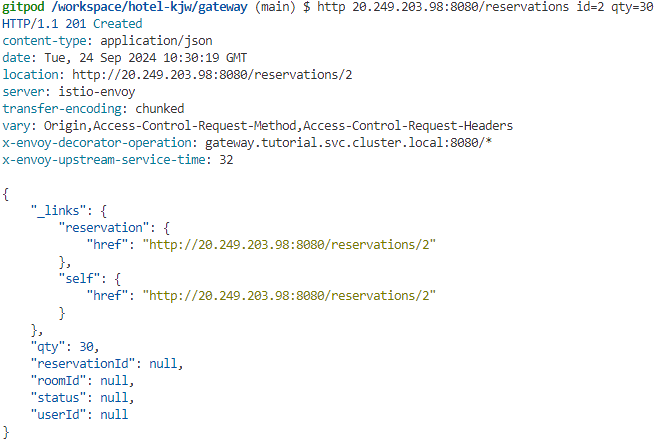 gitpod /workspace/hotel-kjw/gateway (main) $ http 20.249.203.98:8080/reservations id=2 qty=30
HTTP/1.1 201 Created
content-type: application/json
date: Tue, 24 Sep 2024 10:30:19 GMT
location: http://20.249.203.98:8080/reservations/2
server: istio-envoy
transfer-encoding: chunked
vary: Origin,Access-Control-Request-Method,Access-Control-Request-Headers
x-envoy-decorator-operation: gateway.tutorial.svc.cluster.local:8080/*
x-envoy-upstream-service-time: 32

{
    "_links": {
        "reservation": {
            "href": "http://20.249.203.98:8080/reservations/2"
        },
        "self": {
            "href": "http://20.249.203.98:8080/reservations/2"
        }
    },
    "qty": 30,
    "reservationId": null,
    "roomId": null,
    "status": null,
    "userId": null
}